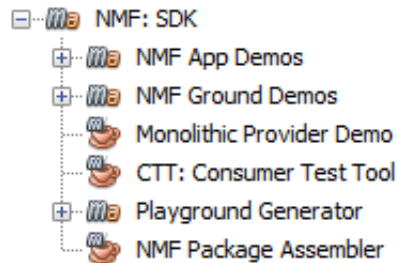 NMF: SDK
NMF App Demos
NMF Ground Demos
Monolithic Provider Demo
CTT: Consumer Test Tool
Playground Generator
NMF Package Assembler